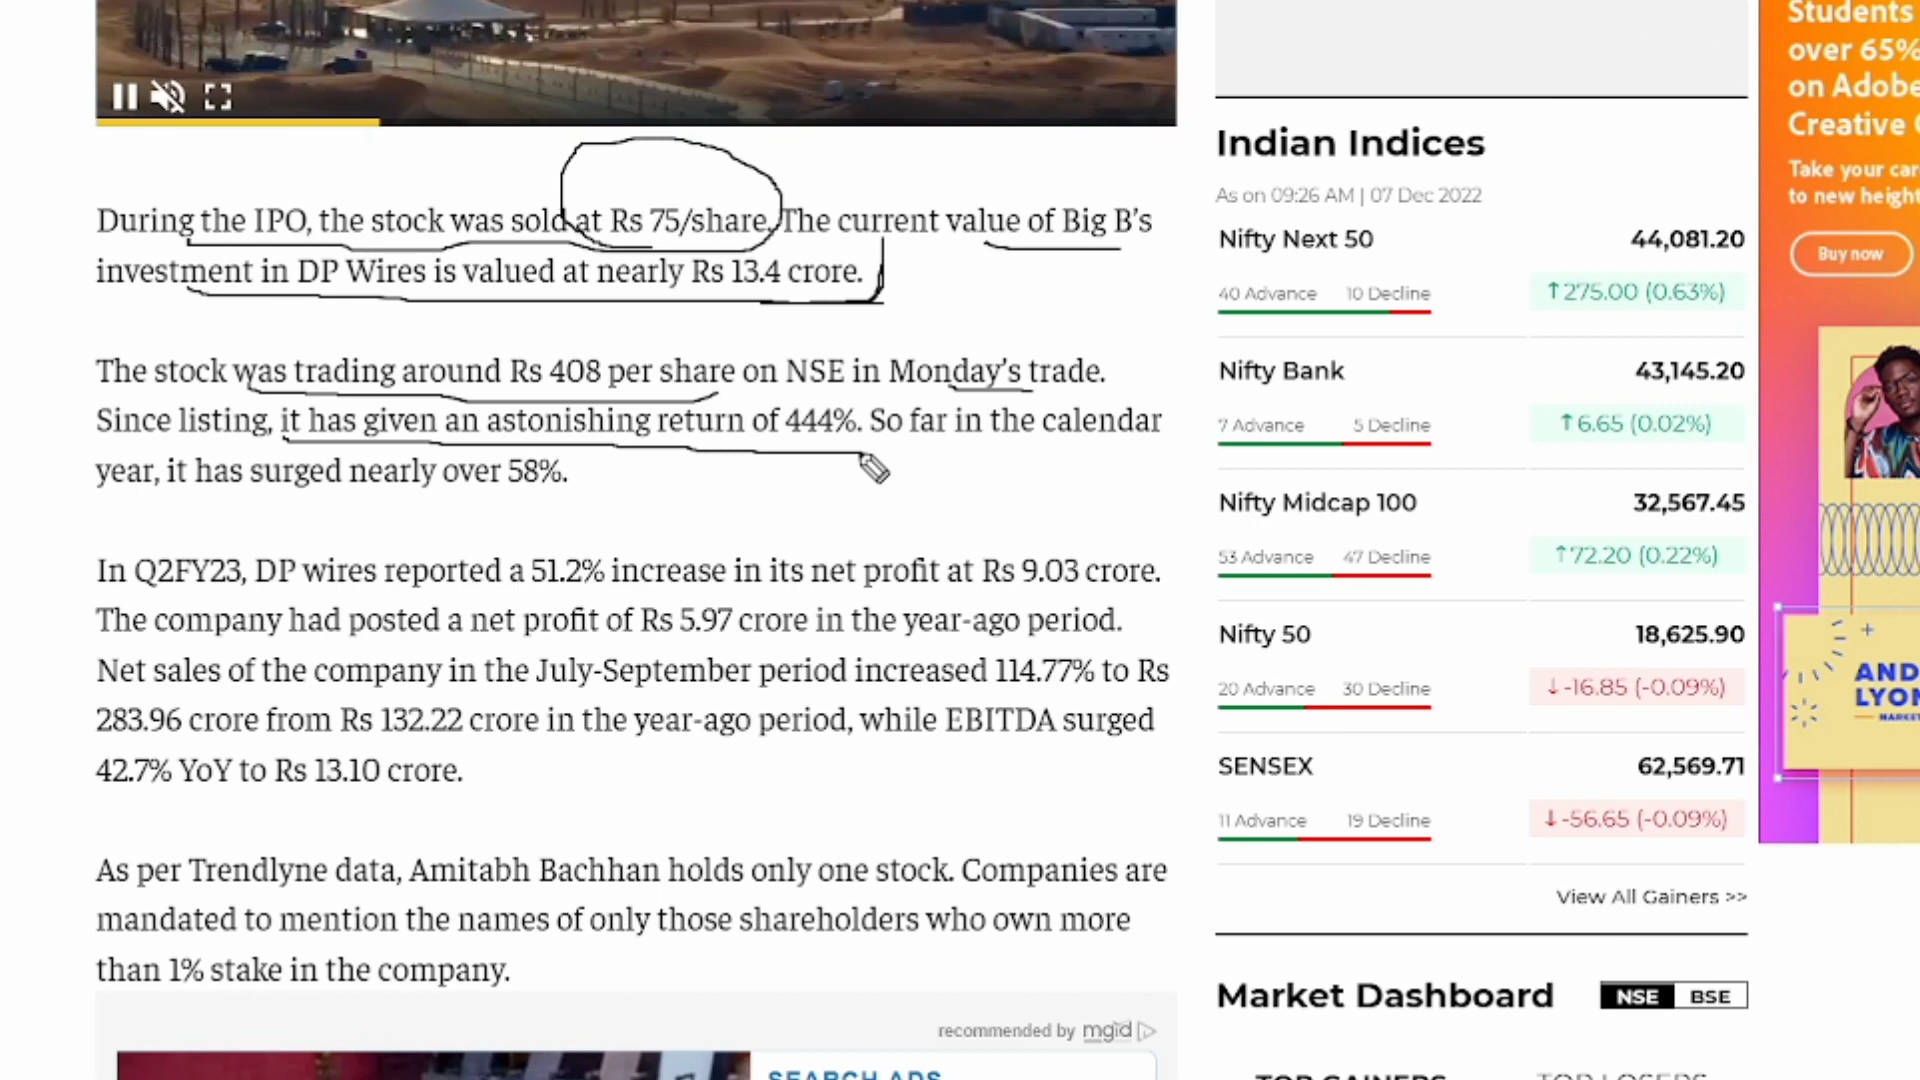 During the IPO, the stock was sold at Rs 75/share. The current value of Big B's
investment in DP Wires is valued at nearly Rs 13.4 crore.
The stock was trading around Rs 408 per share on NSE in Monday's trade.
Since listing, it has given an astonishing return of 444%. So far in the calendar
year, it has surged nearly over 58%.
In Q2FY23, DP wires reported a 51.2% increase in its net profit at Rs 9.03 crore.
The company had posted a net profit of Rs 5.97 crore in the year-ago period.
Net sales of the company in the July-September period increased 114.77% to Rs
283.96 crore from Rs 132.22 crore in the year-ago period, while EBITDA surged
42.7% YoY to Rs 13.10 crore.
As per Trendlyne data, Amitabh Bachhan holds only one stock. Companies are
mandated to mention the names of only those shareholders who own more
than 1% stake in the company.
recommended by mgid
SEARCH ADS
Indian Indices
As on 09:26 AM | 07 Dec 2022
Nifty Next 50 44,081.20
40 Advance 10 Decline ↑275.00 (0.63%)
Nifty Bank 43,145.20
7 Advance 5 Decline ↑6.65 (0.02%)
Nifty Midcap 100 32,567.45
53 Advance 47 Decline ↑72.20 (0.22%)
Nifty 50 18,625.90
20 Advance 30 Decline ↓-16.85 (-0.09%)
SENSEX 62,569.71
11 Advance 19 Decline ↓-56.65 (-0.09%)
View All Gainers >>
Market Dashboard NSE BSE
TOP GAINERS TOP LOSERS
Students
over 65%
on Adobe
Creative
Take your
to new
Buy now
AND
LYON